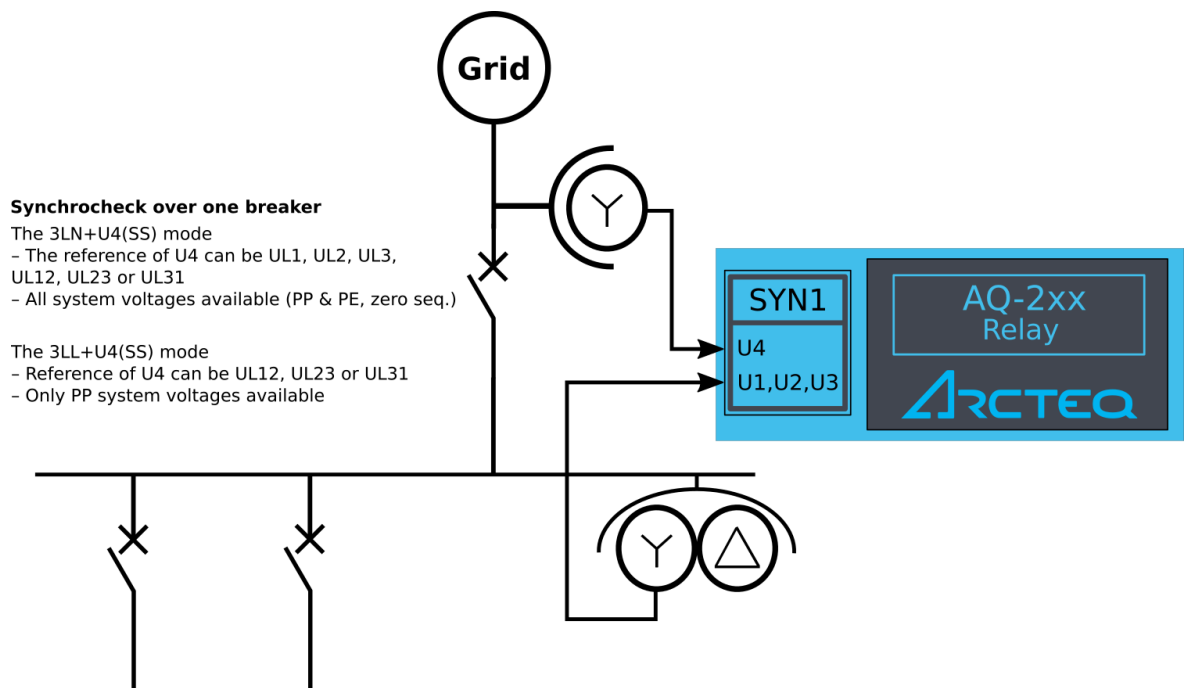 Grid
Synchrocheck over one breaker
The 3LN+U4(SS) mode
– The reference of U4 can be UL1, UL2, UL3,
UL12, UL23 or UL31
– All system voltages available (PP & PE, zero seq.)
The 3LL+U4(SS) mode
– Reference of U4 can be UL12, UL23 or UL31
– Only PP system voltages available
SYN1
U4
U1,U2,U3
AQ-2xx
Relay
ARCTEQ